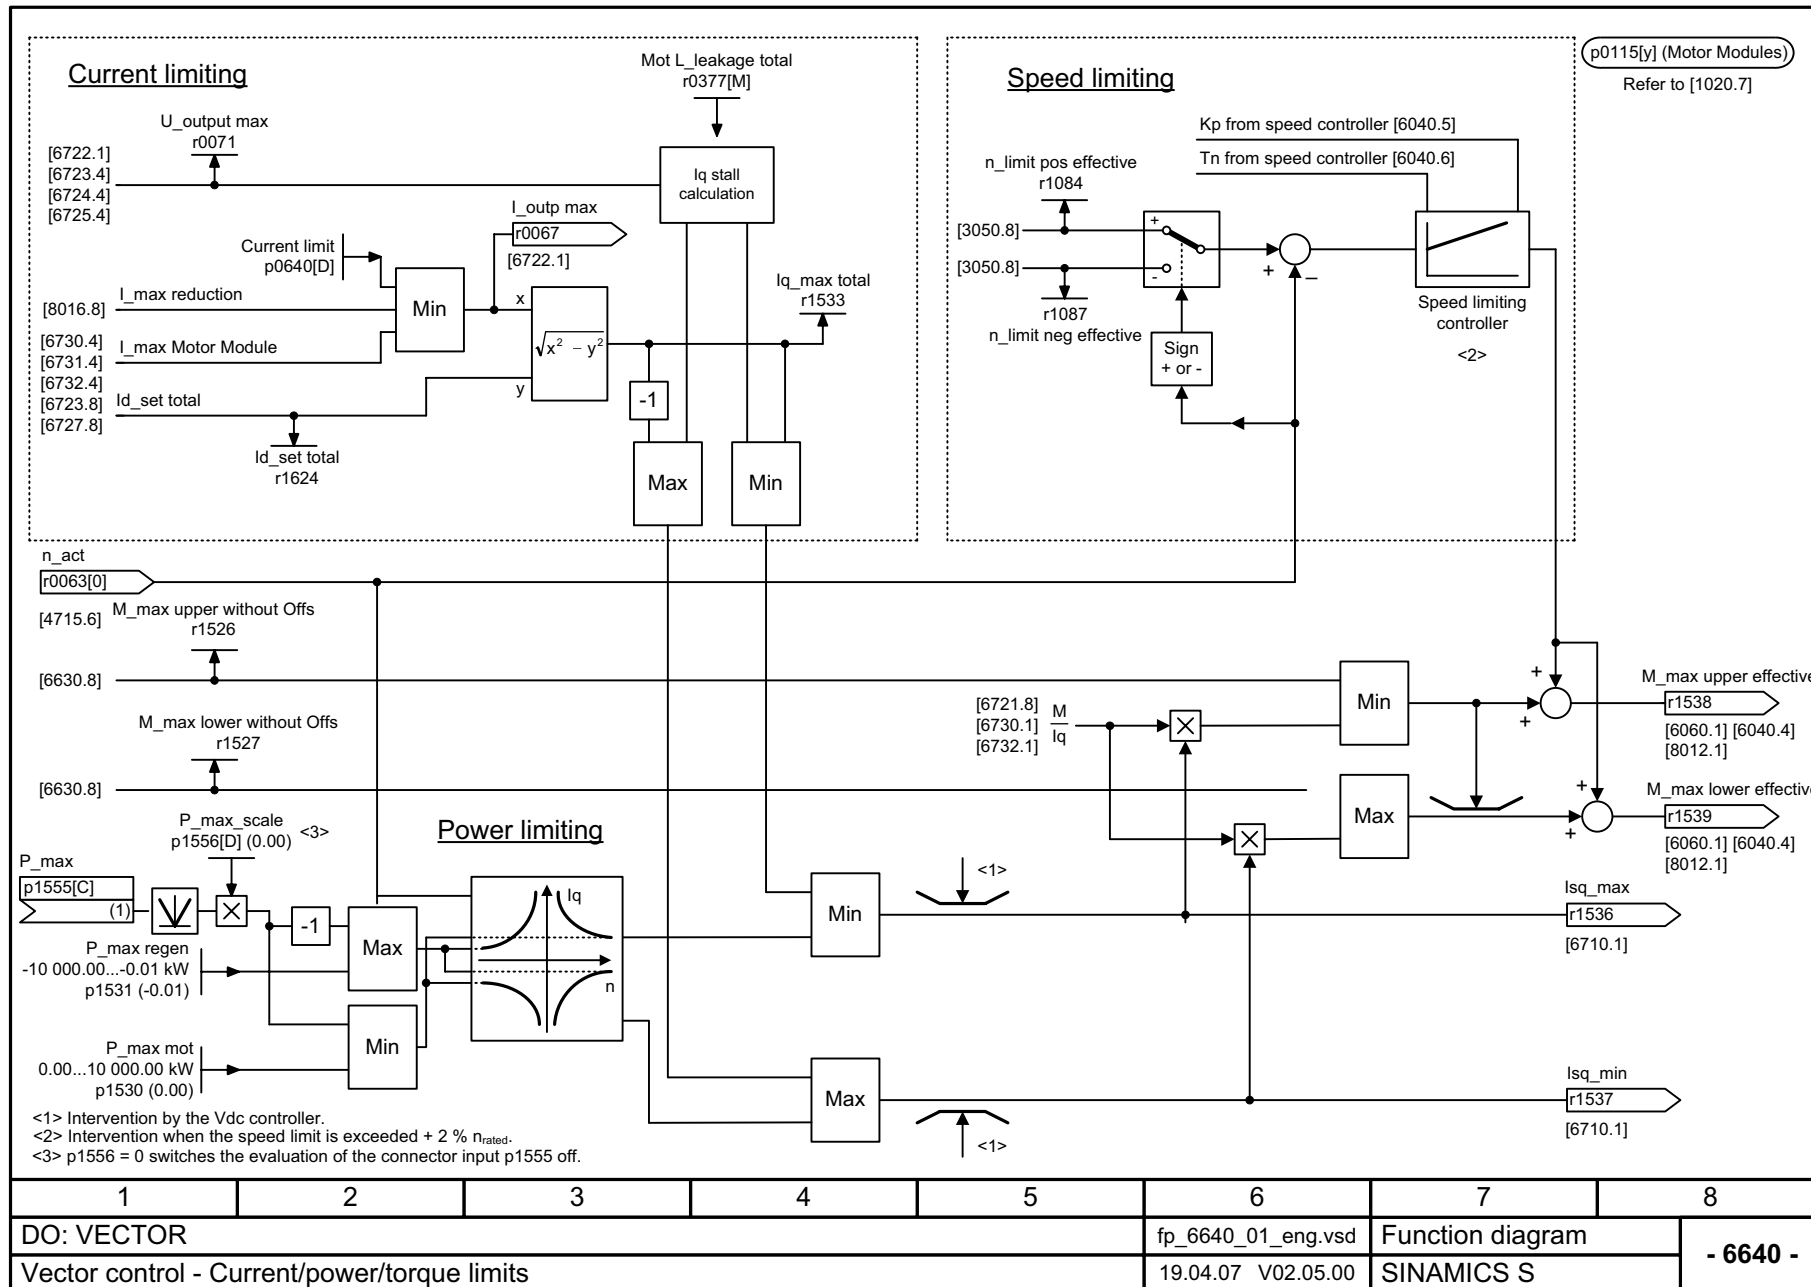 Current limiting
Mot L_leakage total
r0377[M]
U_output max
r0071
[6722.1]
[6723.4]
[6724.4]
[6725.4]
Iq stall
calculation
I_outp max
r0067
[6722.1]
Current limit
p0640[D]
[8016.8]
I_max reduction
Min
x
y
√x² – y²
Iq_max total
r1533
[6730.4]
[6731.4]
[6732.4]
[6723.8]
[6727.8]
I_max Motor Module
Id_set total
Id_set total
r1624
-1
Max
Min
Speed limiting
p0115[y] (Motor Modules)
Refer to [1020.7]
Kp from speed controller [6040.5]
Tn from speed controller [6040.6]
n_limit pos effective
r1084
[3050.8]
[3050.8]
r1087
n_limit neg effective
+
-
+
–
Sign
+ or -
Speed limiting
controller
<2>
n_act
r0063[0]
[4715.6]
M_max upper without Offs
r1526
[6630.8]
M_max lower without Offs
r1527
[6630.8]
[6721.8]
[6730.1]
[6732.1]
M
Iq
×
×
Min
Max
+
+
+
+
M_max upper effective
r1538
[6060.1] [6040.4]
[8012.1]
M_max lower effective
r1539
[6060.1] [6040.4]
[8012.1]
P_max_scale
p1556[D] (0.00) <3>
Power limiting
P_max
p1555[C]
(1)
×
-1
Max
P_max regen
-10 000.00...-0.01 kW
p1531 (-0.01)
Min
P_max mot
0.00...10 000.00 kW
p1530 (0.00)
Iq
n
Min
<1>
Isq_max
r1536
[6710.1]
Max
<1>
Isq_min
r1537
[6710.1]
<1> Intervention by the Vdc controller.
<2> Intervention when the speed limit is exceeded + 2 % nrated.
<3> p1556 = 0 switches the evaluation of the connector input p1555 off.
1 2 3 4 5 6 7 8
DO: VECTOR
fp_6640_01_eng.vsd
Function diagram
- 6640 -
Vector control - Current/power/torque limits
19.04.07 V02.05.00
SINAMICS S